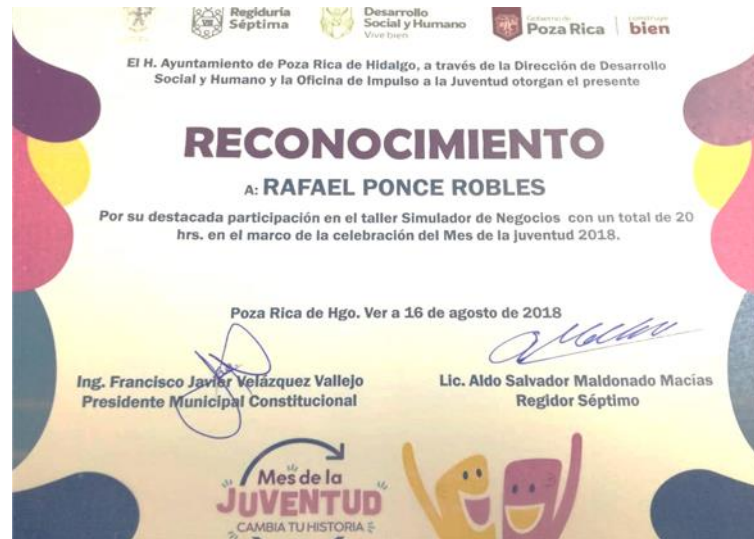 Regiduría
Séptima
Desarrollo
Social y Humano
Vive bien
Gobierno de
Poza Rica
bien
El H. Ayuntamiento de Poza Rica de Hidalgo, a través de la Dirección de Desarrollo
Social y Humano y la Oficina de Impulso a la Juventud otorgan el presente
RECONOCIMIENTO
A: RAFAEL PONCE ROBLES
Por su destacada participación en el taller Simulador de Negocios con un total de 20
hrs. en el marco de la celebración del Mes de la juventud 2018.
Poza Rica de Hgo. Ver a 16 de agosto de 2018
Ing. Francisco Javier Velázquez Vallejo
Presidente Municipal Constitucional
Lic. Aldo Salvador Maldonado Macías
Regidor Séptimo
Mes de la
JUVENTUD
CAMBIA TU HISTORIA